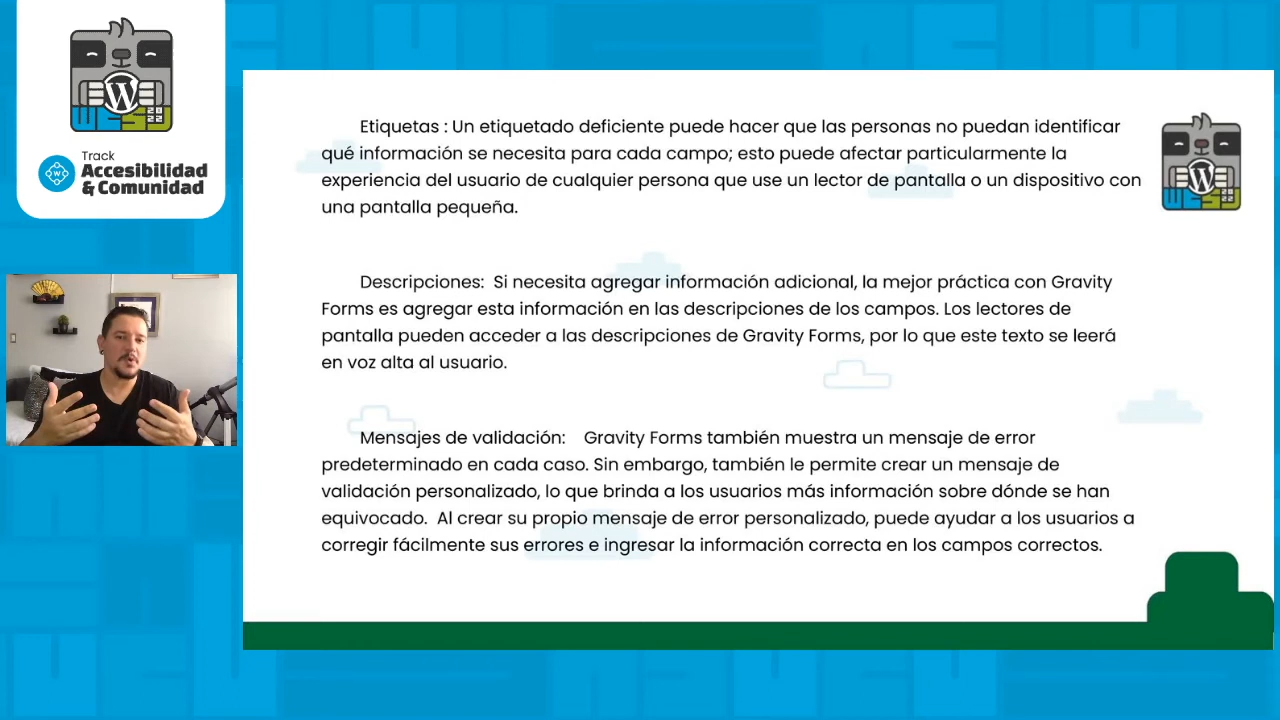 Track
Accesibilidad
& Comunidad
Etiquetas : Un etiquetado deficiente puede hacer que las personas no puedan identificar
qué información se necesita para cada campo; esto puede afectar particularmente la
experiencia del usuario de cualquier persona que use un lector de pantalla o un dispositivo con
una pantalla pequeña.
Descripciones: Si necesita agregar información adicional, la mejor práctica con Gravity
Forms es agregar esta información en las descripciones de los campos. Los lectores de
pantalla pueden acceder a las descripciones de Gravity Forms, por lo que este texto se leerá
en voz alta al usuario.
Mensajes de validación: Gravity Forms también muestra un mensaje de error
predeterminado en cada caso. Sin embargo, también le permite crear un mensaje de
validación personalizado, lo que brinda a los usuarios más información sobre dónde se han
equivocado. Al crear su propio mensaje de error personalizado, puede ayudar a los usuarios a
corregir fácilmente sus errores e ingresar la información correcta en los campos correctos.